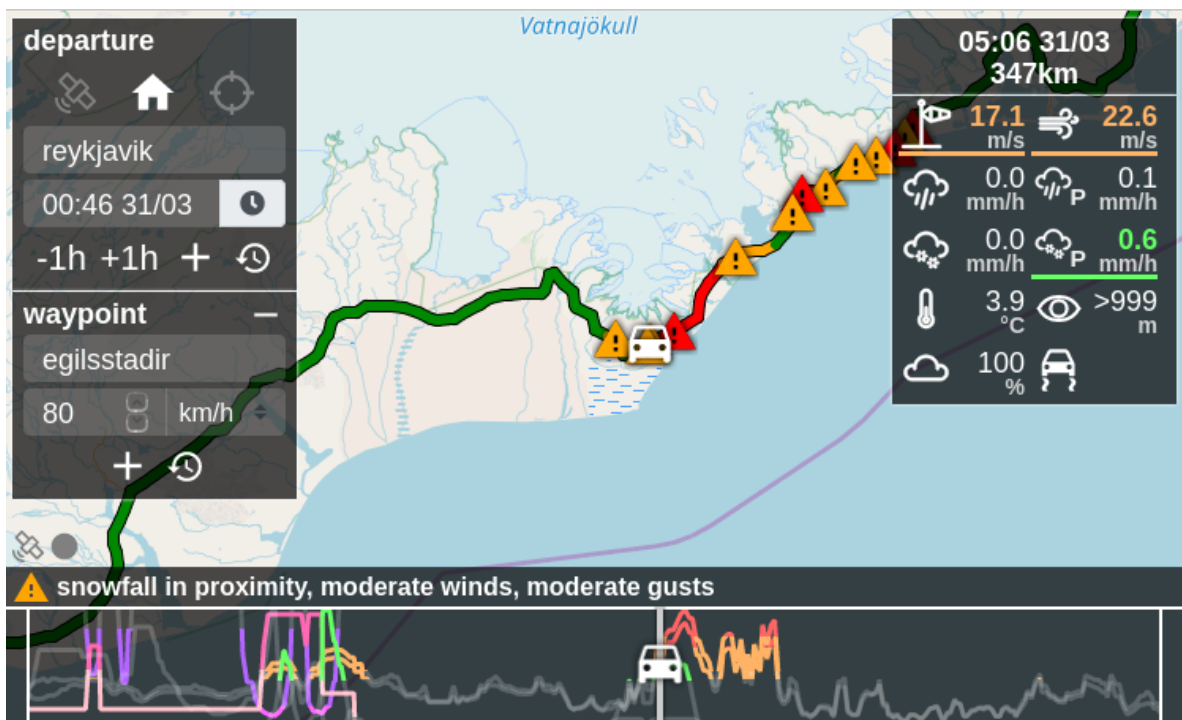 Vatnajökull
departure
reykjavik
00:46 31/03
-1h +1h +
waypoint −
egilsstadir
80 km/h
+
05:06 31/03
347km
17.1 m/s 22.6 m/s
0.0 mm/h P 0.1 mm/h
0.0 mm/h P 0.6 mm/h
3.9 °C >999 m
100 %
snowfall in proximity, moderate winds, moderate gusts